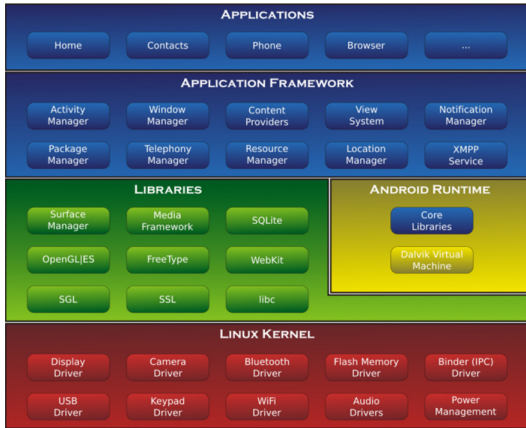 APPLICATIONS
Home
Contacts
Phone
Browser
...
APPLICATION FRAMEWORK
Activity
Manager
Window
Manager
Content
Providers
View
System
Notification
Manager
Package
Manager
Telephony
Manager
Resource
Manager
Location
Manager
XMPP
Service
LIBRARIES
Surface
Manager
Media
Framework
SQLite
OpenGL|ES
FreeType
WebKit
SGL
SSL
libc
ANDROID RUNTIME
Core
Libraries
Dalvik Virtual
Machine
LINUX KERNEL
Display
Driver
Camera
Driver
Bluetooth
Driver
Flash Memory
Driver
Binder (IPC)
Driver
USB
Driver
Keypad
Driver
WiFi
Driver
Audio
Drivers
Power
Management